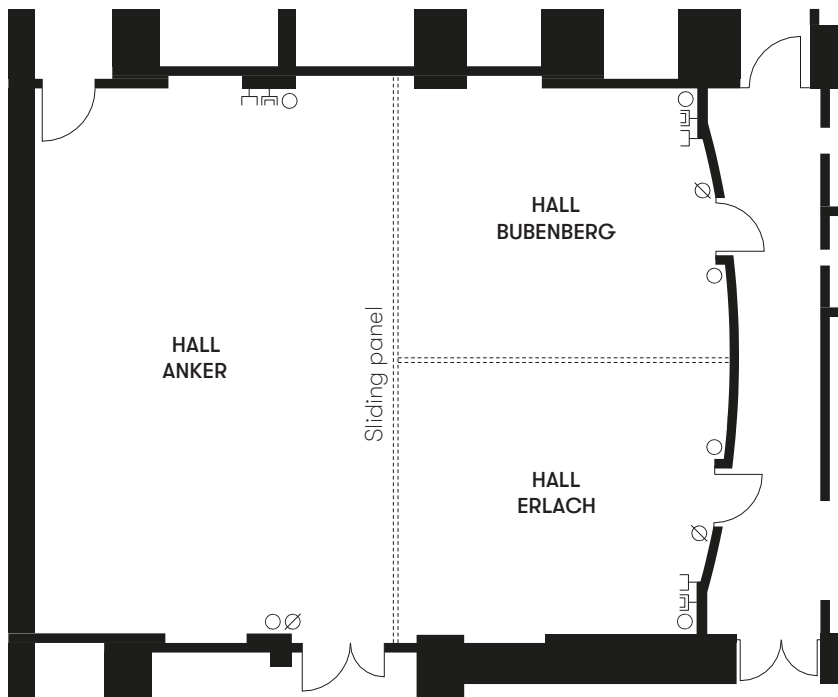 HALL
BUBENBERG
HALL
ANKER
Sliding panel
HALL
ERLACH